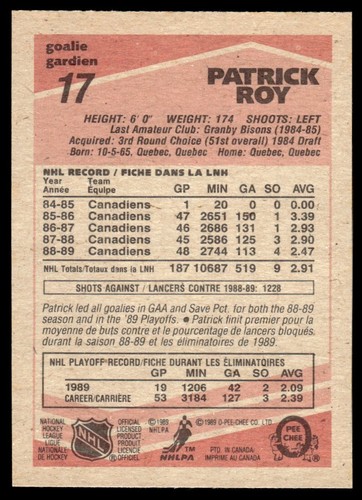 goalie
gardien
17
PATRICK
ROY
HEIGHT: 6' 0" WEIGHT: 174 SHOOTS: LEFT
Last Amateur Club: Granby Bisons (1984-85)
Acquired: 3rd Round Choice (51st overall) 1984 Draft
Born: 10-5-65, Quebec, Quebec Home: Quebec, Quebec
NHL RECORD / FICHE DANS LA LNH
Year Team
Année Équipe GP MIN GA SO AVG
84-85 Canadiens 1 20 0 0 0.00
85-86 Canadiens 47 2651 150 1 3.39
86-87 Canadiens 46 2686 131 1 2.93
87-88 Canadiens 45 2586 125 3 2.90
88-89 Canadiens 48 2744 113 4 2.47
NHL Totals/Totaux dans la LNH 187 10687 519 9 2.91
SHOTS AGAINST / LANCERS CONTRE 1988-89: 1228
Patrick led all goalies in GAA and Save Pct. for both the 88-89
season and in the '89 Playoffs. • Patrik finit premier pour la
moyenne de buts contre et le pourcentage de lancers bloqués
durant la saison 88-89 et les éliminatoires de 1989.
NHL PLAYOFF RECORD/FICHE DURANT LES ÉLIMINATOIRES
1989 19 1206 42 2 2.09
CAREER/CARRIÈRE 53 3184 127 3 2.39
NATIONAL
HOCKEY
LEAGUE
LIGUE
NATIONALE
DE HOCKEY
NHL
OFFICIAL
LICENSED
PRODUCT
PRODUIT
OFFICIEL
© 1989
NHLPA
NHLPA
TM
© 1989 O-PEE-CHEE CO. LTD.
PTD. IN CANADA
IMPRIMÉ AU CANADA
O
PEE
CHEE
®